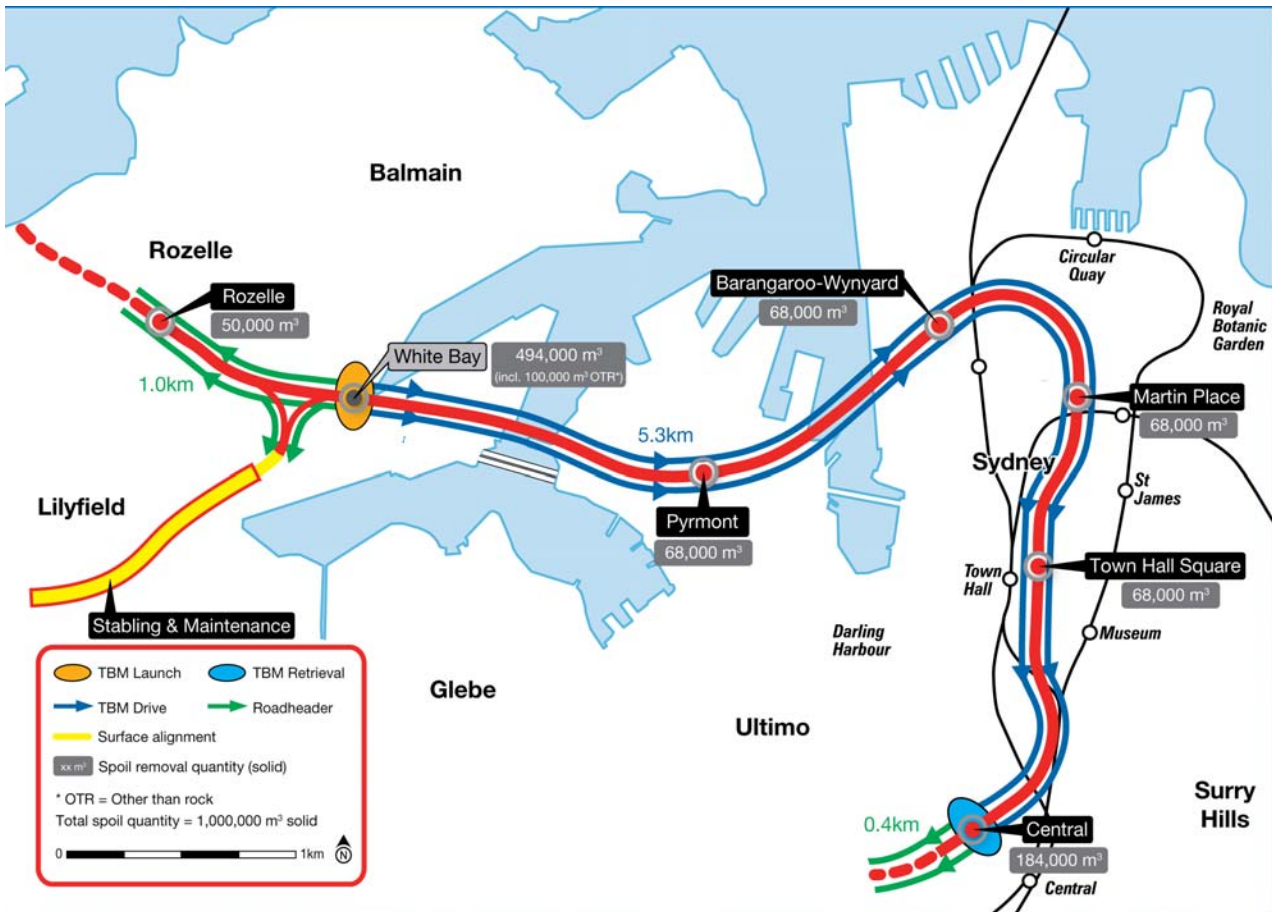 Balmain
Rozelle
Rozelle
50,000 m³
1.0km
White Bay
494,000 m³
(incl. 100,000 m³ OTR*)
Barangaroo-Wynyard
68,000 m³
Circular
Quay
Royal
Botanic
Garden
Martin Place
68,000 m³
5.3km
Sydney
St
James
Lilyfield
Pyrmont
68,000 m³
Town
Hall
Town Hall Square
68,000 m³
Stabling & Maintenance
Darling
Harbour
Museum
Glebe
Ultimo
Surry
Hills
0.4km
Central
184,000 m³
Central
TBM Launch
TBM Retrieval
TBM Drive
Roadheader
Surface alignment
xx m³
Spoil removal quantity (solid)
* OTR = Other than rock
Total spoil quantity = 1,000,000 m³ solid
0
1km
N